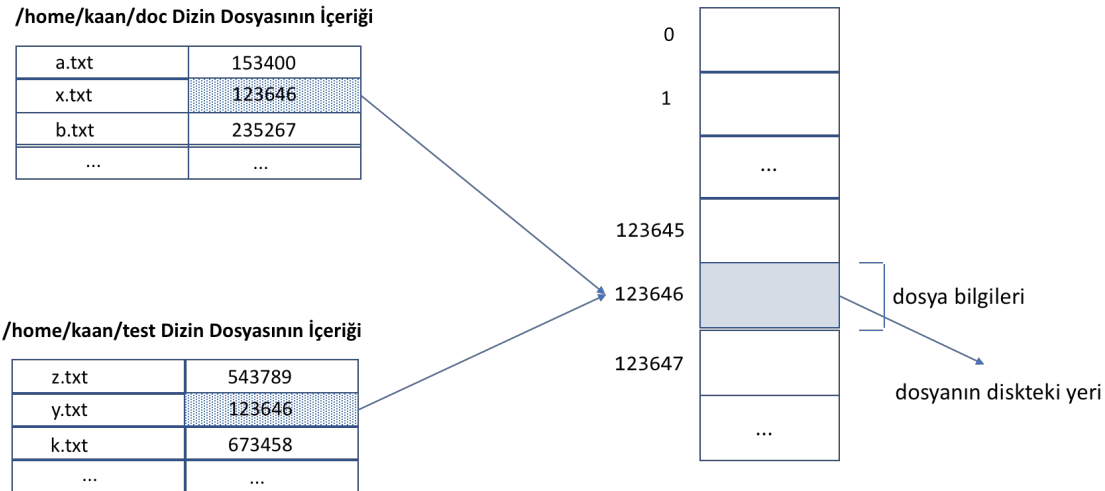 /home/kaan/doc Dizin Dosyasının İçeriği
a.txt 153400
x.txt 123646
b.txt 235267
... ...
/home/kaan/test Dizin Dosyasının İçeriği
z.txt 543789
y.txt 123646
k.txt 673458
... ...
0
1
...
123645
123646
dosya bilgileri
123647
dosyanın diskteki yeri
...